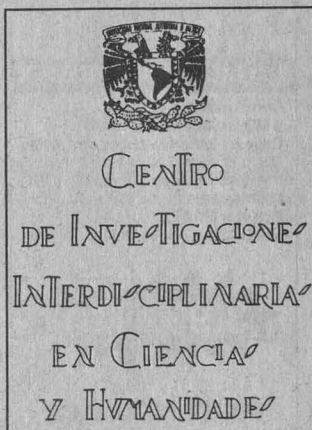 CENTRO
DE INVESTIGACIONES
INTERDISCIPLINARIAS
EN CIENCIAS
Y HUMANIDADES